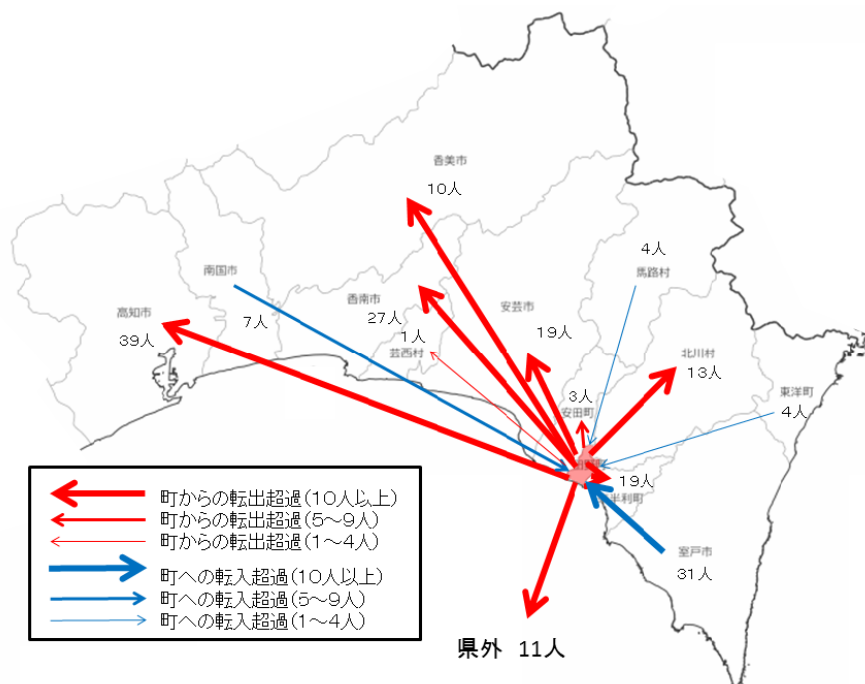 香美市
10人
4人
馬路村
南国市
7人
香南市
27人
1人
芸西村
安芸市
19人
高知市
39人
北川村
13人
3人
安田町
東洋町
4人
19人
半利町
室戸市
31人
県外 11人
町からの転出超過(10人以上)
町からの転出超過(5~9人)
町からの転出超過(1~4人)
町への転入超過(10人以上)
町への転入超過(5~9人)
町への転入超過(1~4人)